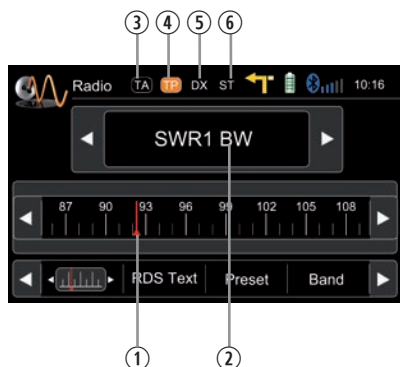 ③ ④ ⑤ ⑥
Radio TA TP DX ST 10:16
SWR1 BW
87 90 93 96 99 102 105 108
RDS Text Preset Band
① ②